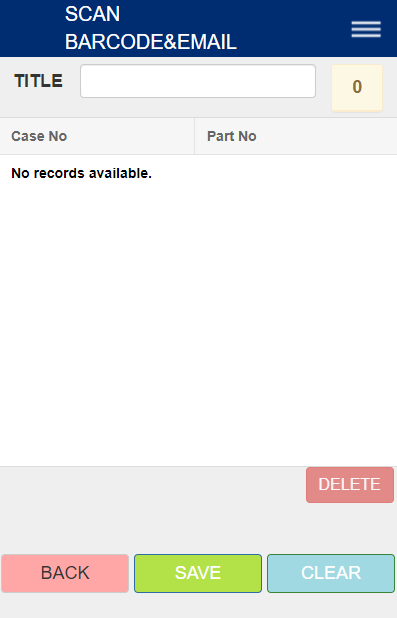 SCAN
BARCODE&EMAIL
TITLE 0
Case No Part No
No records available.
DELETE
BACK SAVE CLEAR